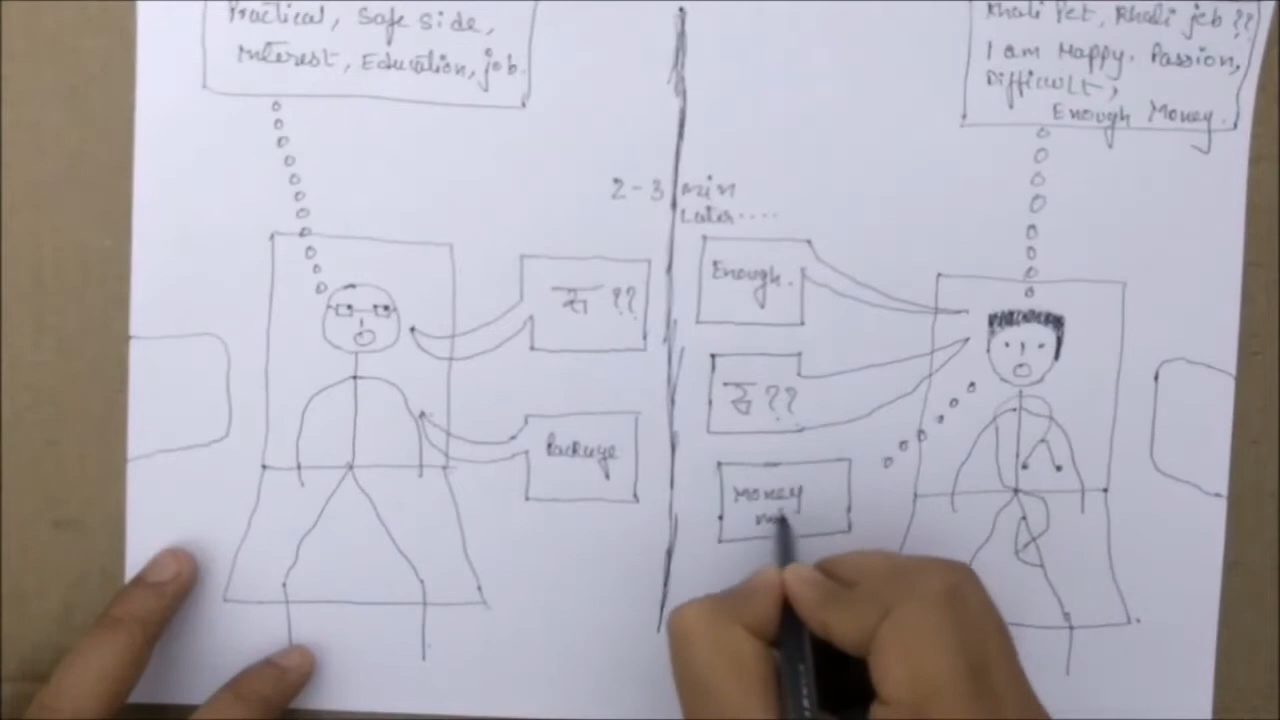 Practical, Safe side,
Interest, Education, job.
Khali Pet, Khali jeb ??
I am Happy. Passion,
Difficult,
Enough Money.
2-3 min
Later....
Enough.
??
??
Package
Money